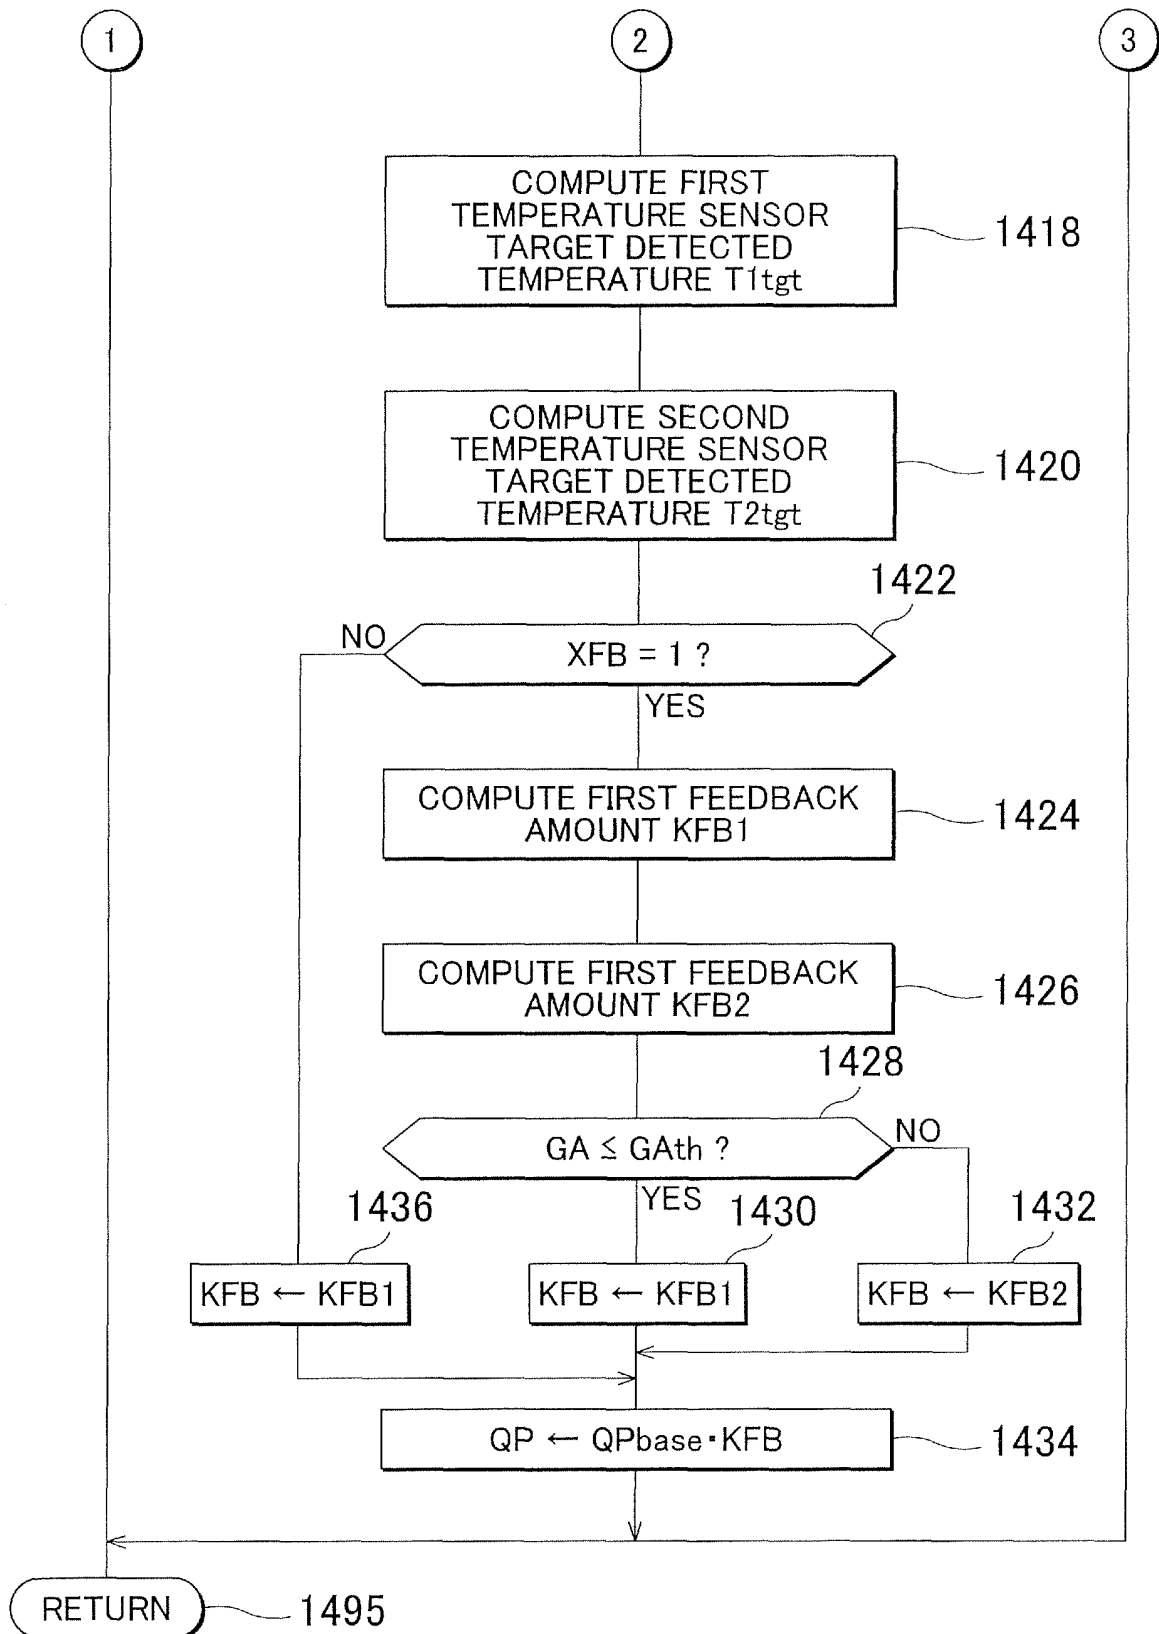 1
2
3
COMPUTE FIRST
TEMPERATURE SENSOR
TARGET DETECTED
TEMPERATURE T1tgt
1418
COMPUTE SECOND
TEMPERATURE SENSOR
TARGET DETECTED
TEMPERATURE T2tgt
1420
1422
NO
XFB = 1 ?
YES
COMPUTE FIRST FEEDBACK
AMOUNT KFB1
1424
COMPUTE FIRST FEEDBACK
AMOUNT KFB2
1426
1428
GA ≦ GAth ?
NO
YES
1436
1430
1432
KFB ← KFB1
KFB ← KFB1
KFB ← KFB2
QP ← QPbase・KFB
1434
RETURN
1495